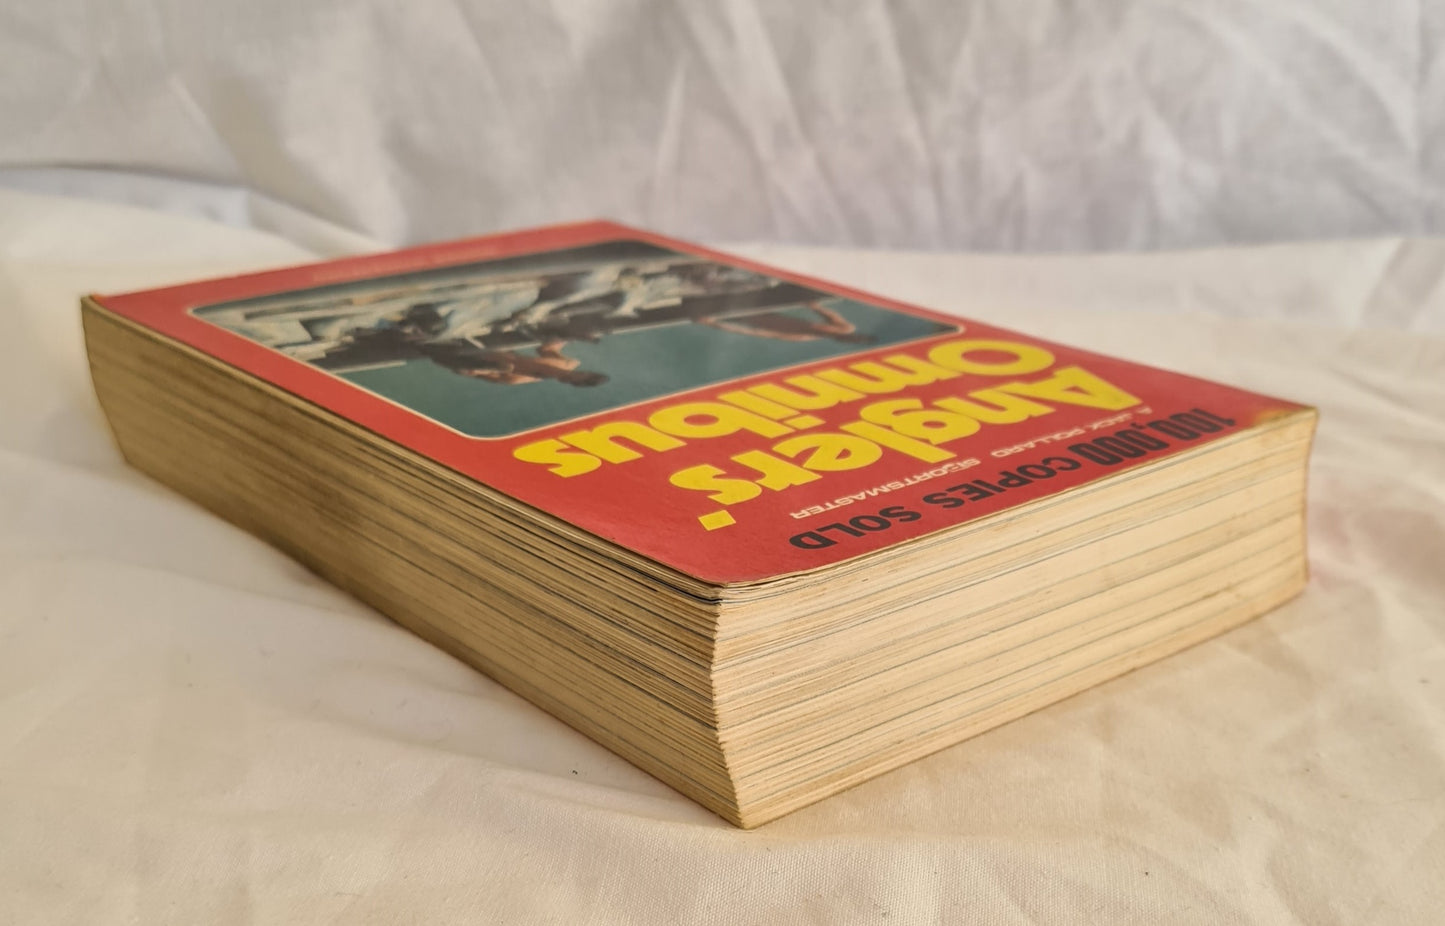 100,000 COPIES SOLD
A JACK POLLARD SPORTSMASTER
Anglers'
Omnibus